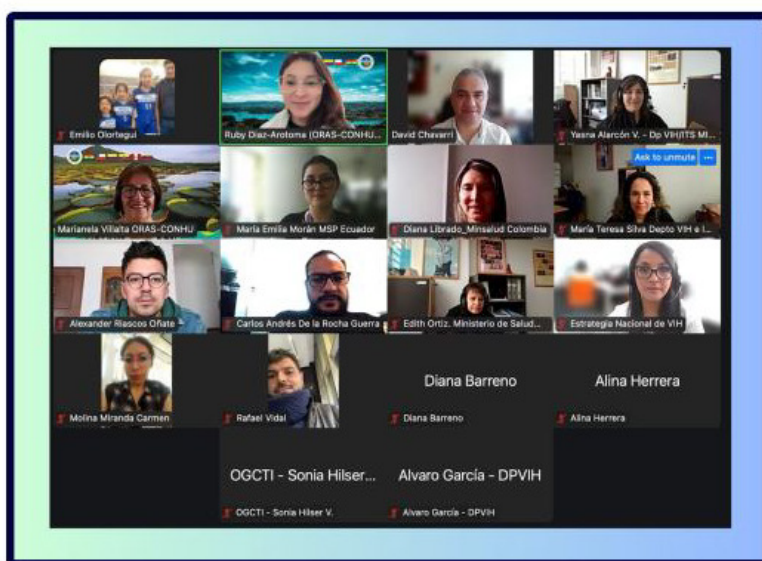 Emilio Olortegui
Ruby Diaz-Arotoma (ORAS-CONHU...
David Chavarri
Yasna Alarcón V. - Dp VIH/ITS MI...
Ask to unmute ...
Marianela Villalta ORAS-CONHU
María Emilia Morán MSP Ecuador
Diana Librado_Minsalud Colombia
María Teresa Silva Depto VIH e I...
Alexander Riascos Oñate
Carlos Andrés De la Rocha Guerra
Edith Ortiz. Ministerio de Salud...
Estrategia Nacional de VIH
Molina Miranda Carmen
Rafael Vidal
Diana Barreno
Diana Barreno
Alina Herrera
Alina Herrera
OGCTI - Sonia Hilser...
OGCTI - Sonia Hilser V.
Alvaro García - DPVIH
Alvaro García - DPVIH